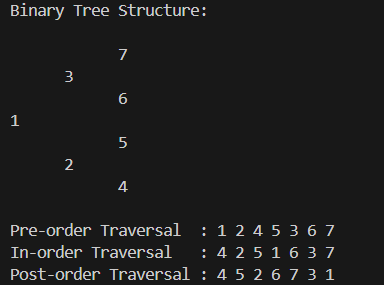 Binary Tree Structure:
7
3
6
1
5
2
4
Pre-order Traversal  : 1 2 4 5 3 6 7
In-order Traversal   : 4 2 5 1 6 3 7
Post-order Traversal : 4 5 2 6 7 3 1